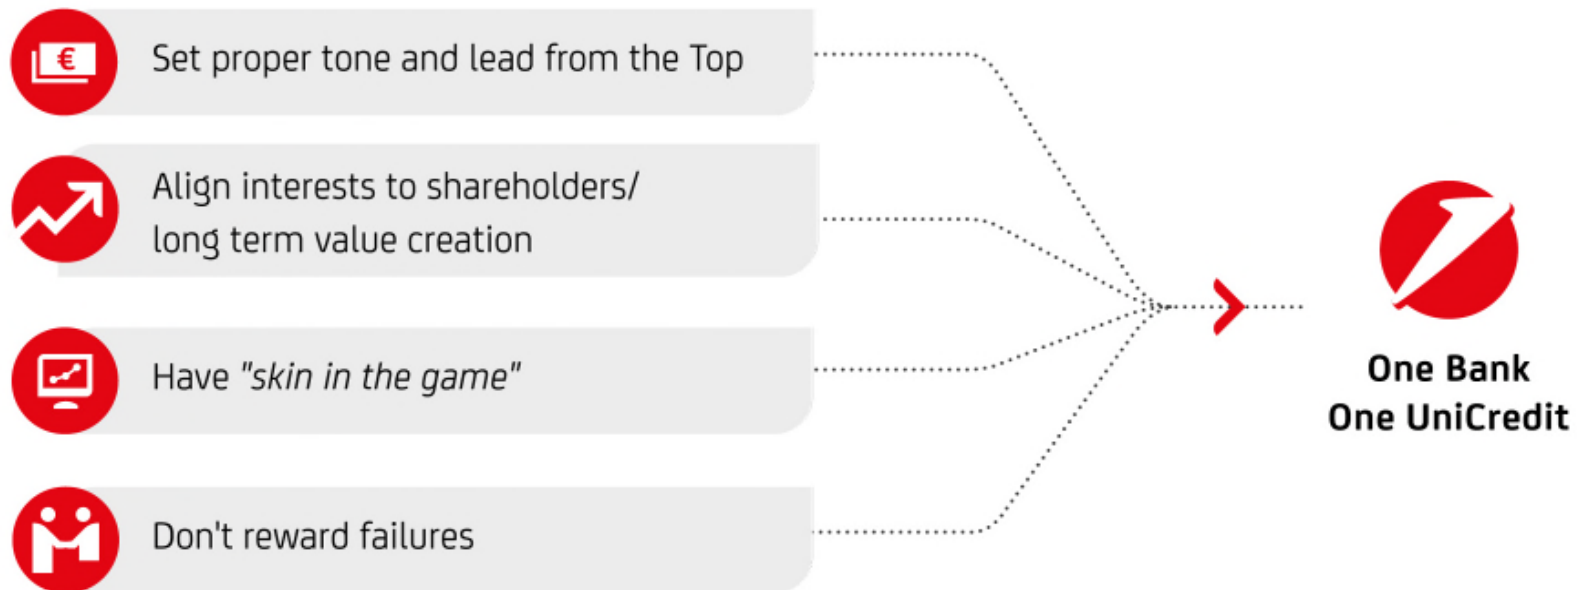 €
Set proper tone and lead from the Top
Align interests to shareholders/
long term value creation
Have "skin in the game"
Don't reward failures
One Bank
One UniCredit